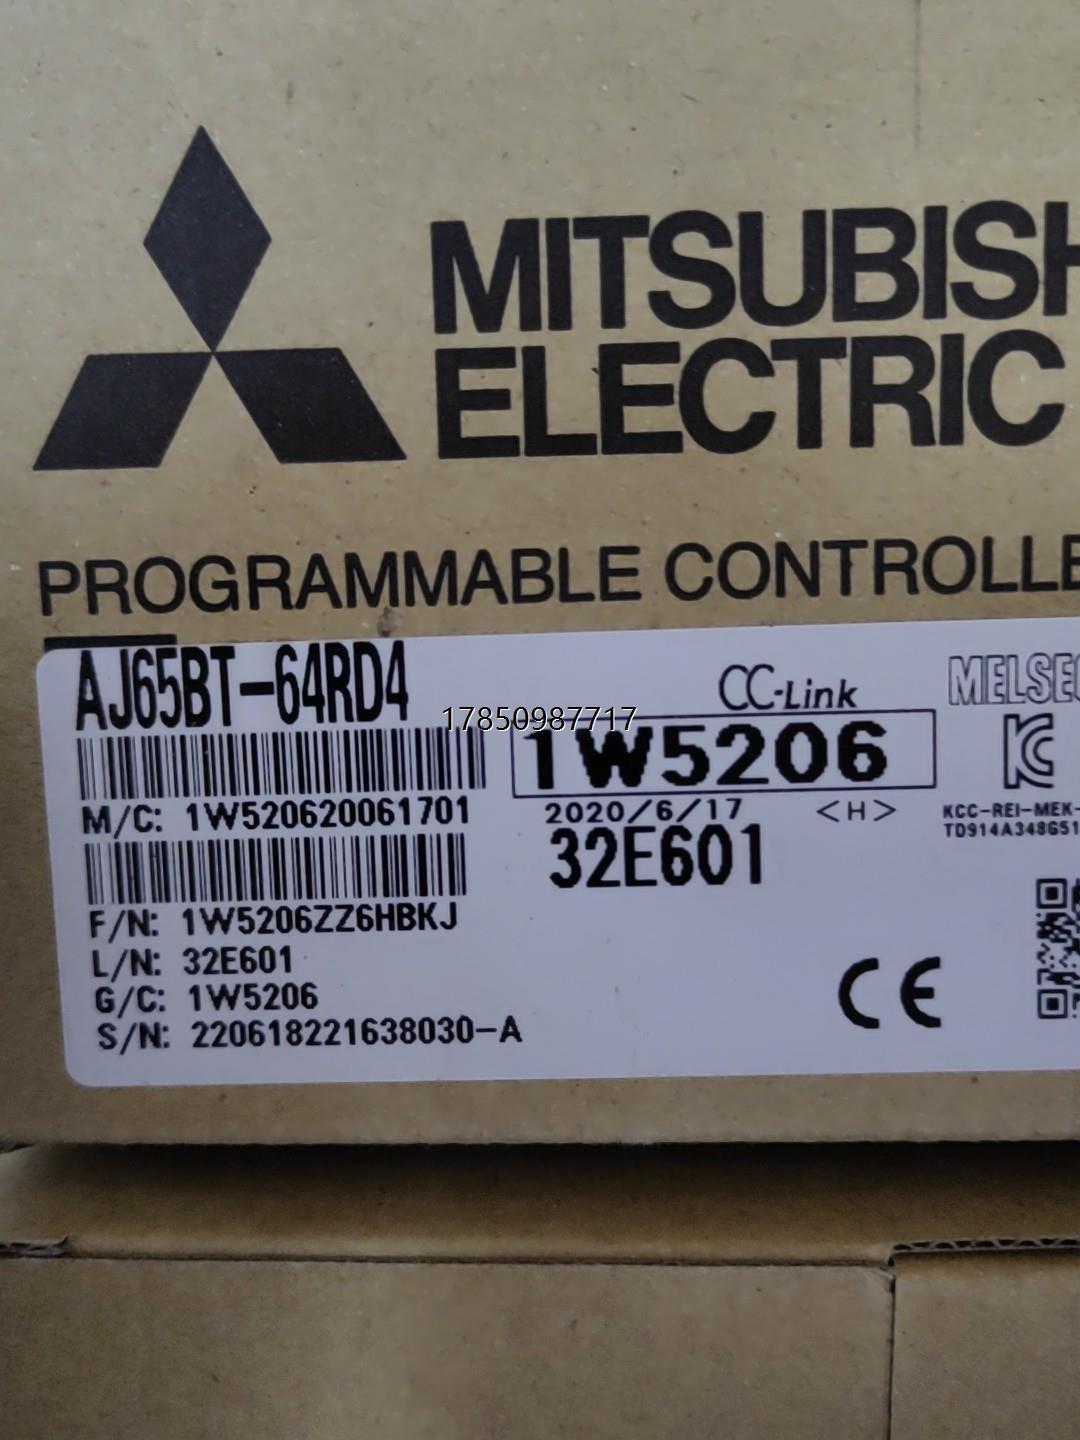 MITSUBISH
ELECTRIC
PROGRAMMABLE CONTROLLE
AJ65BT-64RD4
CC-Link
MELSEC
17850987717
1W5206
M/C: 1W520620061701
2020/6/17 <H>
KCC-REI-MEK-
TD914A348G51
32E601
F/N: 1W5206ZZ6HBKJ
L/N: 32E601
G/C: 1W5206
S/N: 220618221638030-A
CE